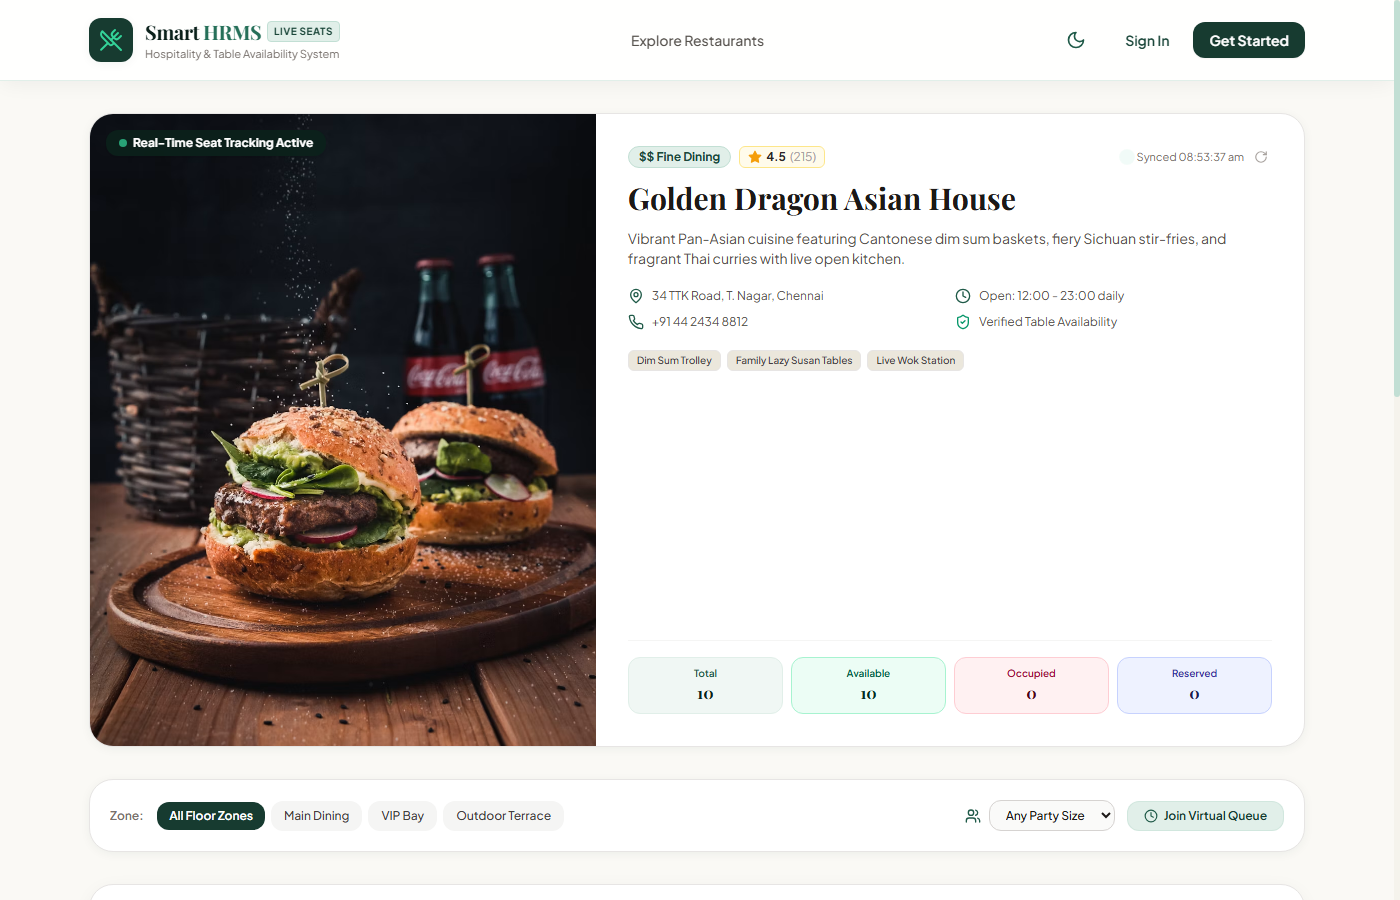 Smart HRMS LIVE SEATS
Hospitality & Table Availability System
Explore Restaurants
Sign In
Get Started
Real-Time Seat Tracking Active
Coca-Cola
$$ Fine Dining
4.5 (215)
Synced 08:53:37 am
Golden Dragon Asian House
Vibrant Pan-Asian cuisine featuring Cantonese dim sum baskets, fiery Sichuan stir-fries, and
fragrant Thai curries with live open kitchen.
34 TTK Road, T. Nagar, Chennai
Open: 12:00 - 23:00 daily
+91 44 2434 8812
Verified Table Availability
Dim Sum Trolley
Family Lazy Susan Tables
Live Wok Station
Total
10
Available
10
Occupied
0
Reserved
0
Zone:
All Floor Zones
Main Dining
VIP Bay
Outdoor Terrace
Any Party Size
Join Virtual Queue